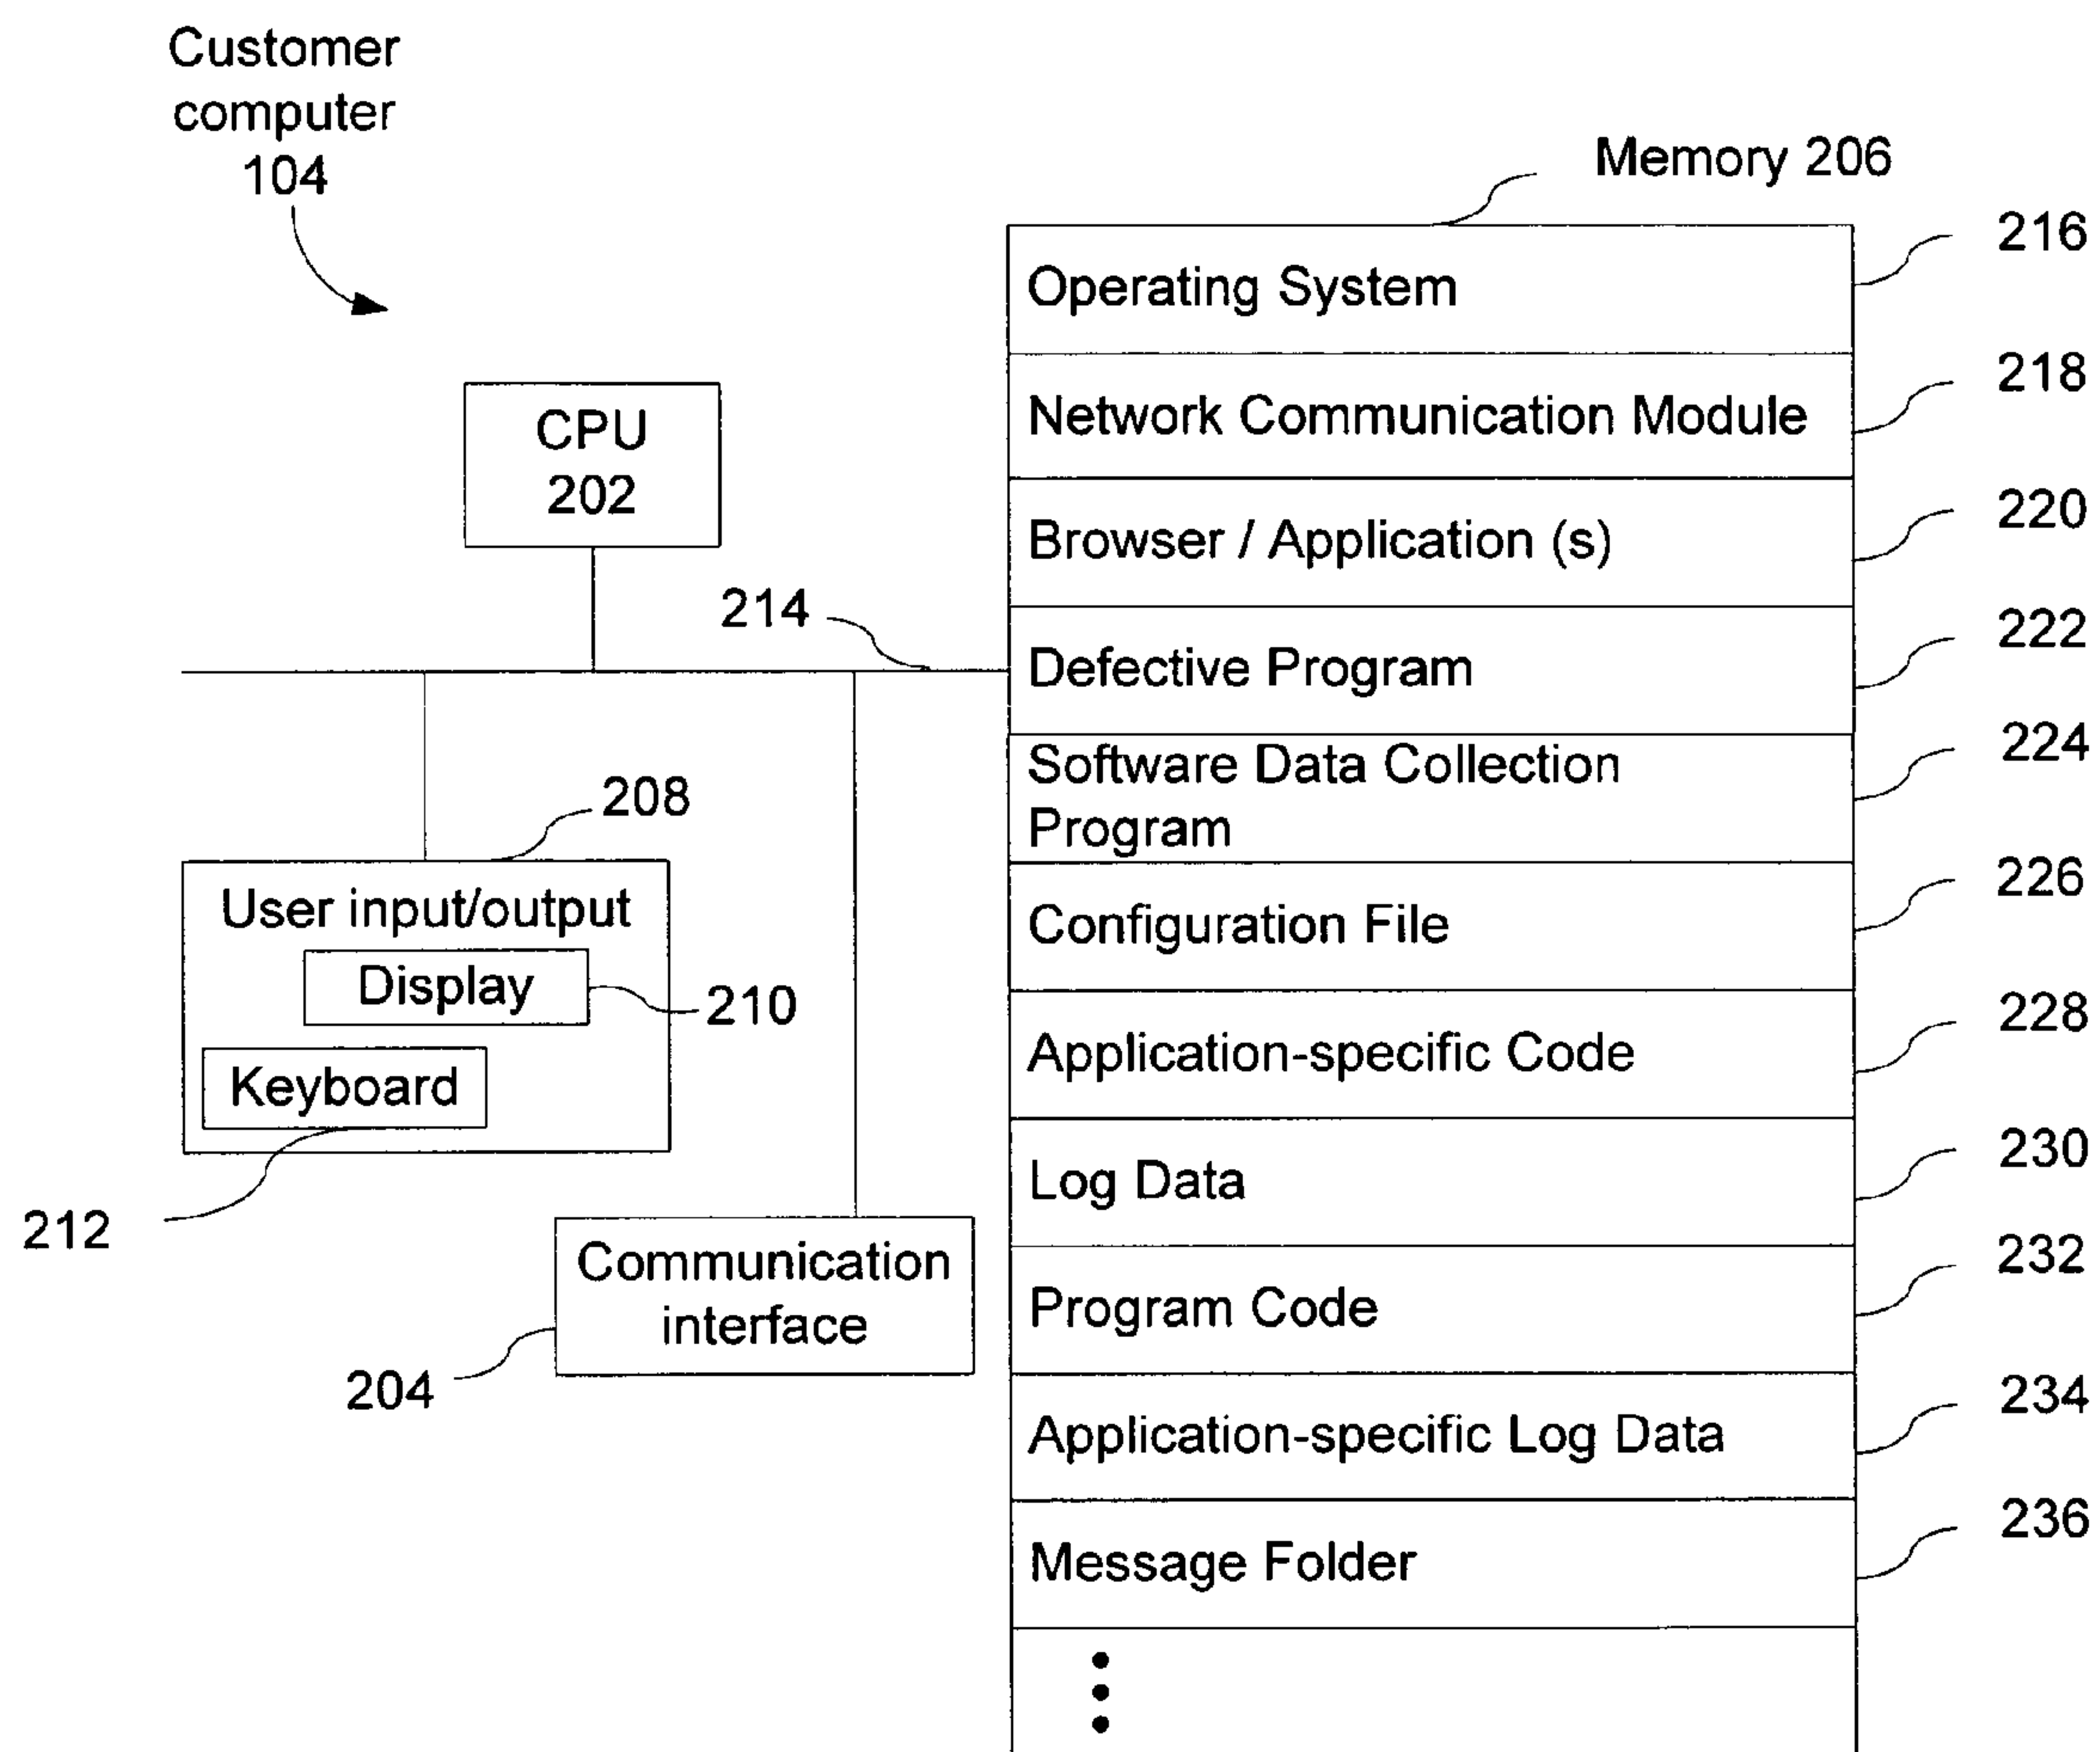 Customer
computer
104
Memory 206
216
Operating System
218
Network Communication Module
CPU
202
220
Browser / Application (s)
214
222
Defective Program
224
Software Data Collection
Program
208
226
User input/output
Configuration File
Display
210
228
Application-specific Code
Keyboard
230
Log Data
212
232
Communication
interface
Program Code
204
234
Application-specific Log Data
236
Message Folder